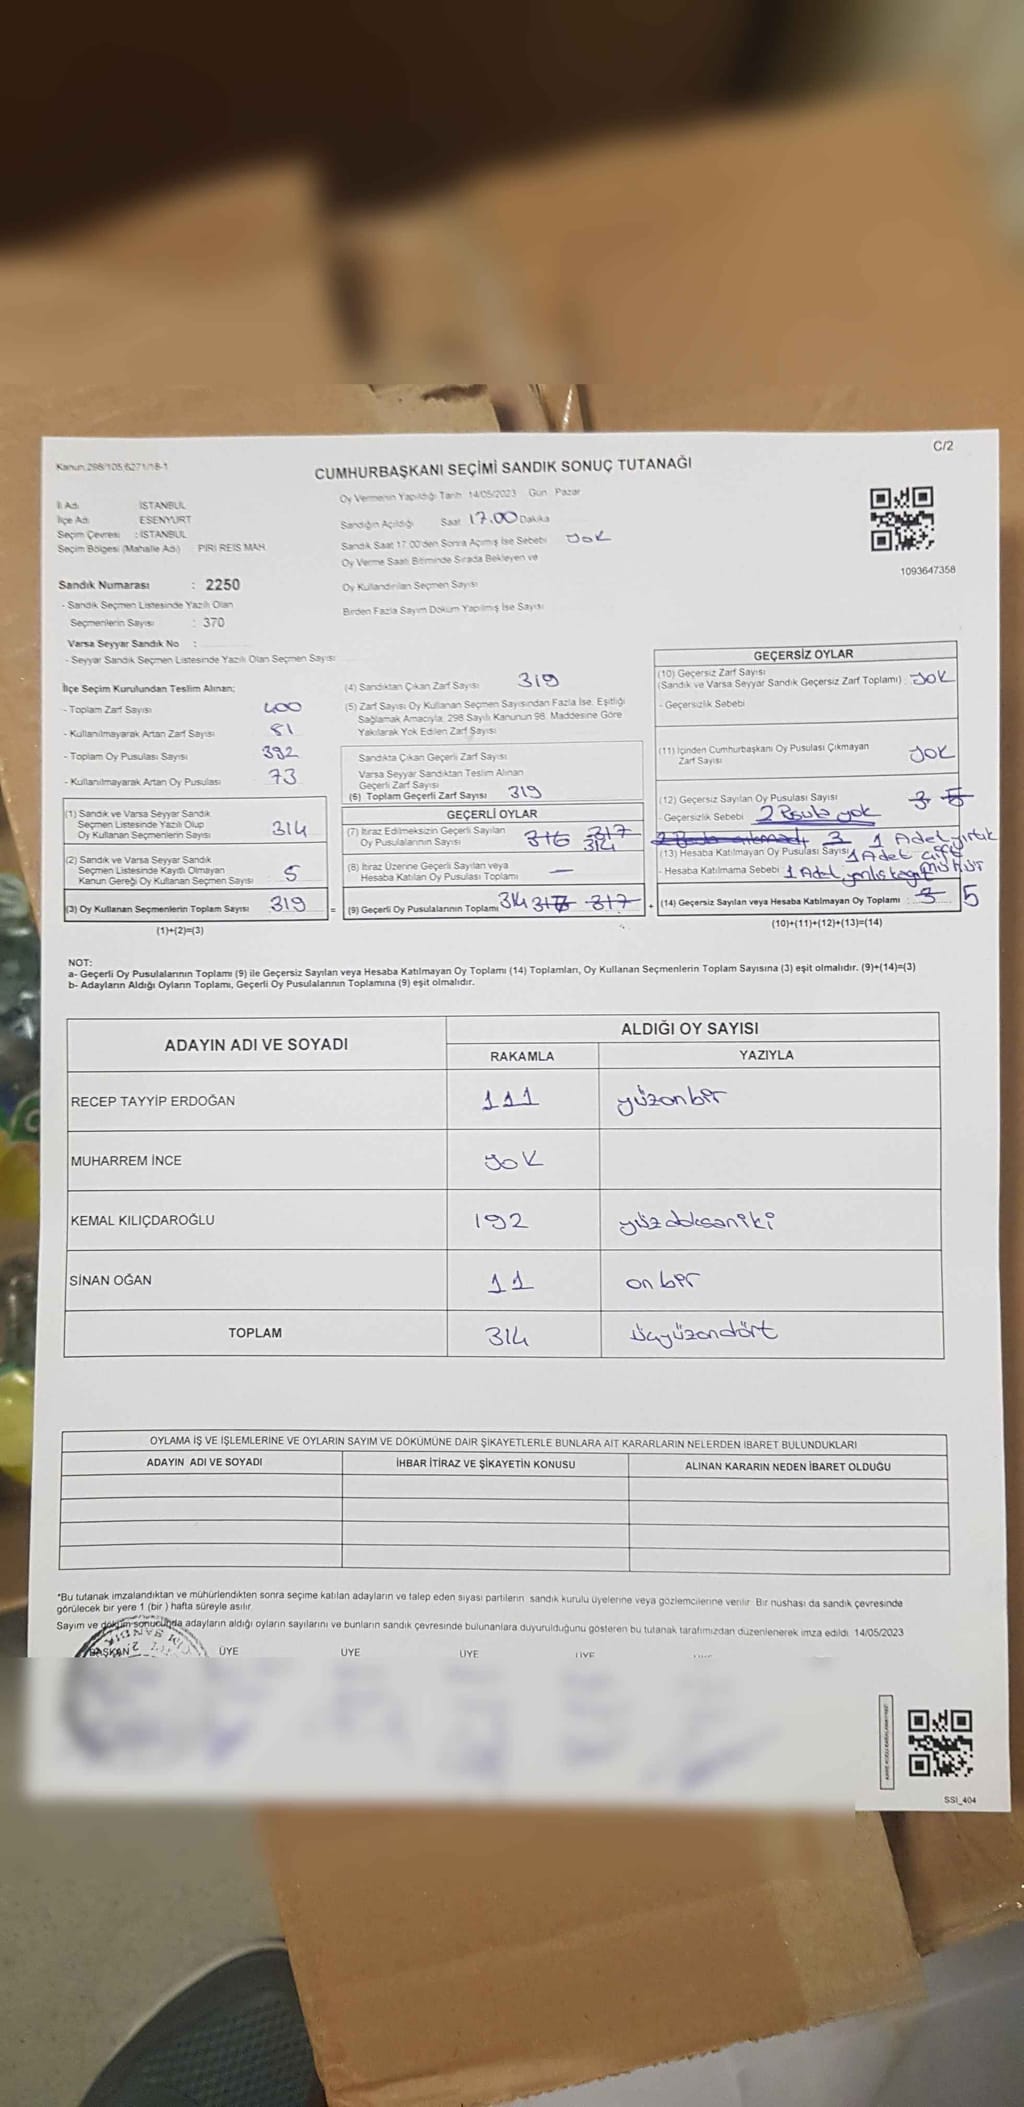 C/2
Kanun:298/105,6271/18-1
CUMHURBAŞKANI SEÇİMİ SANDIK SONUÇ TUTANAĞI
İl Adı : İSTANBUL
İlçe Adı : ESENYURT
Seçim Çevresi : İSTANBUL
Seçim Bölgesi (Mahalle Adı) PIRI REIS MAH.
Oy Vermenin Yapıldığı Tarih 14/05/2023 Gün Pazar
Sandığın Açıldığı Saat 17.00 Dakika
Sandık Saat 17.00'den Sonra Açılmış İse Sebebi yok
Oy Verme Saati Bitiminde Sırada Bekleyen ve
Oy Kullandırılan Seçmen Sayısı
Birden Fazla Sayım Döküm Yapılmış İse Sayısı
1093647358
Sandık Numarası : 2250
- Sandık Seçmen Listesinde Yazılı Olan
Seçmenlerin Sayısı : 370
Varsa Seyyar Sandık No :
- Seyyar Sandık Seçmen Listesinde Yazılı Olan Seçmen Sayısı
İlçe Seçim Kurulundan Teslim Alınan;
- Toplam Zarf Sayısı 400
- Kullanılmayarak Artan Zarf Sayısı 81
- Toplam Oy Pusulası Sayısı 392
- Kullanılmayarak Artan Oy Pusulası 73
(1) Sandık ve Varsa Seyyar Sandık
Seçmen Listesinde Yazılı Olup
Oy Kullanan Seçmenlerin Sayısı 314
(2) Sandık ve Varsa Seyyar Sandık
Seçmen Listesinde Kayıtlı Olmayan
Kanun Gereği Oy Kullanan Seçmen Sayısı 5
(3) Oy Kullanan Seçmenlerin Toplam Sayısı 319 =
(1)+(2)=(3)
(4) Sandıktan Çıkan Zarf Sayısı 319
(5) Zarf Sayısı Oy Kullanan Seçmen Sayısından Fazla İse, Eşitliği
Sağlamak Amacıyla, 298 Sayılı Kanunun 98. Maddesine Göre
Yakılarak Yok Edilen Zarf Sayısı
Sandıkta Çıkan Geçerli Zarf Sayısı
Varsa Seyyar Sandıktan Teslim Alınan
Geçerli Zarf Sayısı
(6) Toplam Geçerli Zarf Sayısı 319
GEÇERLİ OYLAR
(7) İtiraz Edilmeksizin Geçerli Sayılan
Oy Pusulalarının Sayısı 316 317 314
(8) İtiraz Üzerine Geçerli Sayılan veya
Hesaba Katılan Oy Pusulası Toplamı —
(9) Geçerli Oy Pusulalarının Toplamı 314 317 317 +
GEÇERSİZ OYLAR
(10) Geçersiz Zarf Sayısı
(Sandık ve Varsa Seyyar Sandık Geçersiz Zarf Toplamı) : yok
- Geçersizlik Sebebi
(11) İçinden Cumhurbaşkanı Oy Pusulası Çıkmayan
Zarf Sayısı yok
(12) Geçersiz Sayılan Oy Pusulası Sayısı 3 5
- Geçersizlik Sebebi 2 Psula yok
3 1 Adet yırtık
(13) Hesaba Katılmayan Oy Pusulası Sayısı 1 Adet çift
- Hesaba Katılmama Sebebi 1 Adet yanlış
(14) Geçersiz Sayılan veya Hesaba Katılmayan Oy Toplamı : 3 5
(10)+(11)+(12)+(13)=(14)
NOT:
a- Geçerli Oy Pusulalarının Toplamı (9) ile Geçersiz Sayılan veya Hesaba Katılmayan Oy Toplamı (14) Toplamları, Oy Kullanan Seçmenlerin Toplam Sayısına (3) eşit olmalıdır. (9)+(14)=(3)
b- Adayların Aldığı Oyların Toplamı, Geçerli Oy Pusulalarının Toplamına (9) eşit olmalıdır.
ADAYIN ADI VE SOYADI
ALDIĞI OY SAYISI
RAKAMLA YAZIYLA
RECEP TAYYİP ERDOĞAN 111 yüzonbir
MUHARREM İNCE yok
KEMAL KILIÇDAROĞLU 192 yüzdoksaniki
SİNAN OĞAN 11 onbir
TOPLAM 314 üçyüzondört
OYLAMA İŞ VE İŞLEMLERİNE VE OYLARIN SAYIM VE DÖKÜMÜNE DAİR ŞİKAYETLERLE BUNLARA AİT KARARLARIN NELERDEN İBARET BULUNDUKLARI
ADAYIN ADI VE SOYADI İHBAR İTİRAZ VE ŞİKAYETİN KONUSU ALINAN KARARIN NEDEN İBARET OLDUĞU
*Bu tutanak imzalandıktan ve mühürlendikten sonra seçime katılan adayların ve talep eden siyasi partilerin sandık kurulu üyelerine veya gözlemcilerine verilir. Bir nüshası da sandık çevresinde
görülecek bir yere 1 (bir ) hafta süreyle asılır.
Sayım ve döküm sonucunda adayların aldığı oyların sayılarını ve bunların sandık çevresinde bulunanlara duyurulduğunu gösteren bu tutanak tarafımızdan düzenlenerek imza edildi. 14/05/2023
BAŞKAN ÜYE ÜYE ÜYE ÜYE
SSI_404